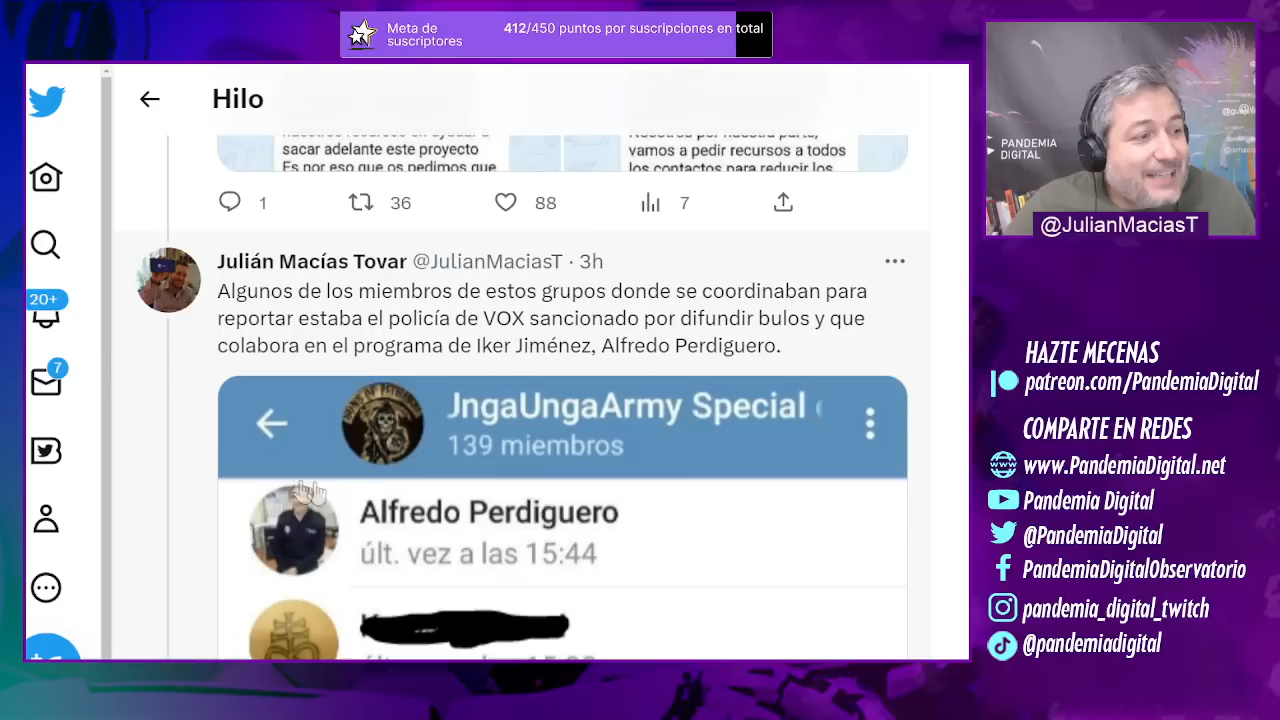 Meta de
suscriptores
412/450 puntos por suscripciones en total
Hilo
sacar adelante este proyecto
Es por eso que os pedimos que
Nosotros por nuestra parte,
vamos a pedir recursos a todos
los contactos para reducir los
1 36 88 7
Julián Macías Tovar @JulianMaciasT · 3h
Algunos de los miembros de estos grupos donde se coordinaban para
reportar estaba el policía de VOX sancionado por difundir bulos y que
colabora en el programa de Iker Jiménez, Alfredo Perdiguero.
JngaUngaArmy Special
139 miembros
Alfredo Perdiguero
últ. vez a las 15:44
20+
7
PANDEMIA
DIGITAL
@JulianMaciasT
HAZTE MECENAS
patreon.com/PandemiaDigital
COMPARTE EN REDES
www.PandemiaDigital.net
Pandemia Digital
@PandemiaDigital
PandemiaDigitalObservatorio
pandemia_digital_twitch
@pandemiadigital